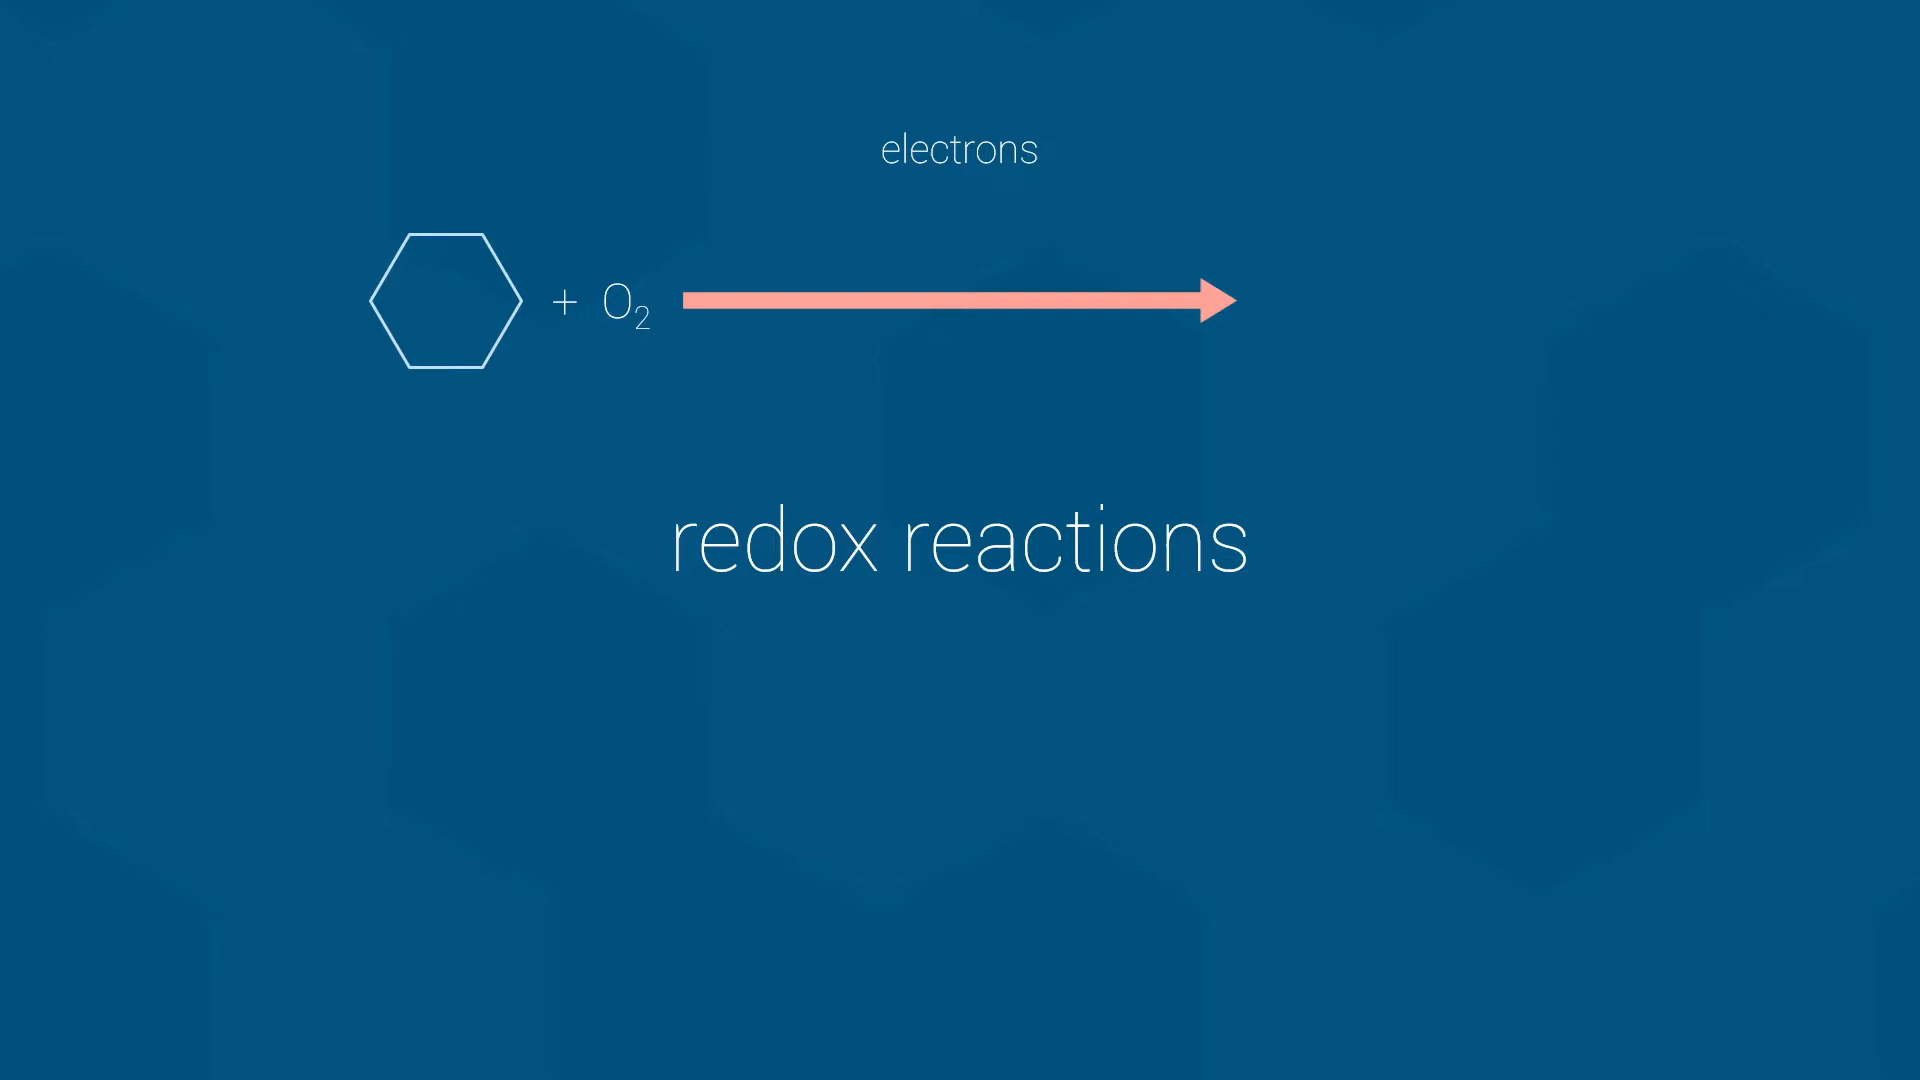 electrons
+ O₂
redox reactions